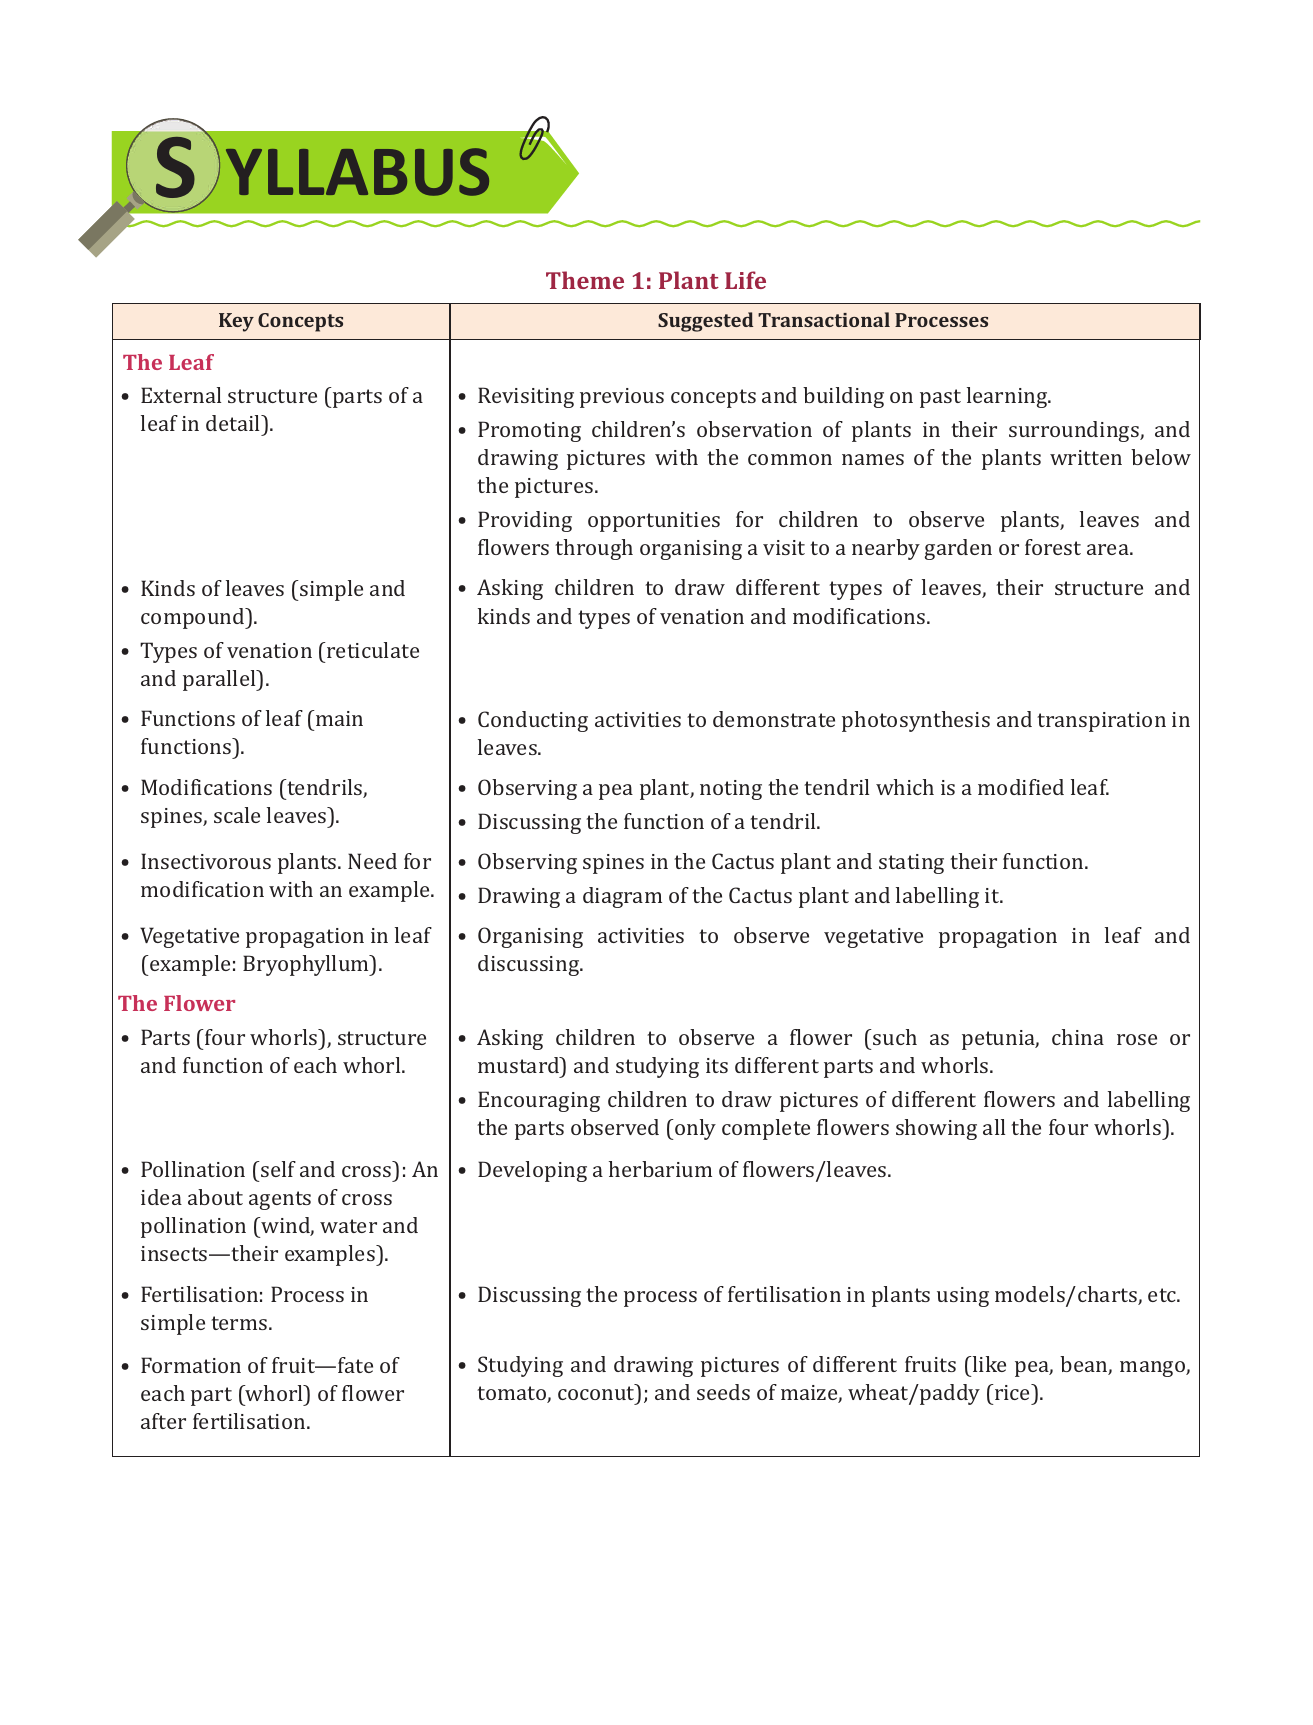 SYLLABUS
Theme 1: Plant Life
Key Concepts
Suggested Transactional Processes
The Leaf
• External structure (parts of a
leaf in detail).
• Revisiting previous concepts and building on past learning.
• Promoting children’s observation of plants in their surroundings, and
drawing pictures with the common names of the plants written below
the pictures.
• Providing opportunities for children to observe plants, leaves and
flowers through organising a visit to a nearby garden or forest area.
• Kinds of leaves (simple and
compound).
• Types of venation (reticulate
and parallel).
• Asking children to draw different types of leaves, their structure and
kinds and types of venation and modifications.
• Functions of leaf (main
functions).
• Conducting activities to demonstrate photosynthesis and transpiration in
leaves.
• Modifications (tendrils,
spines, scale leaves).
• Observing a pea plant, noting the tendril which is a modified leaf.
• Discussing the function of a tendril.
• Insectivorous plants. Need for
modification with an example.
• Observing spines in the Cactus plant and stating their function.
• Drawing a diagram of the Cactus plant and labelling it.
• Vegetative propagation in leaf
(example: Bryophyllum).
• Organising activities to observe vegetative propagation in leaf and
discussing.
The Flower
• Parts (four whorls), structure
and function of each whorl.
• Asking children to observe a flower (such as petunia, china rose or
mustard) and studying its different parts and whorls.
• Encouraging children to draw pictures of different flowers and labelling
the parts observed (only complete flowers showing all the four whorls).
• Pollination (self and cross): An
idea about agents of cross
pollination (wind, water and
insects—their examples).
• Developing a herbarium of flowers/leaves.
• Fertilisation: Process in
simple terms.
• Discussing the process of fertilisation in plants using models/charts, etc.
• Formation of fruit—fate of
each part (whorl) of flower
after fertilisation.
• Studying and drawing pictures of different fruits (like pea, bean, mango,
tomato, coconut); and seeds of maize, wheat/paddy (rice).